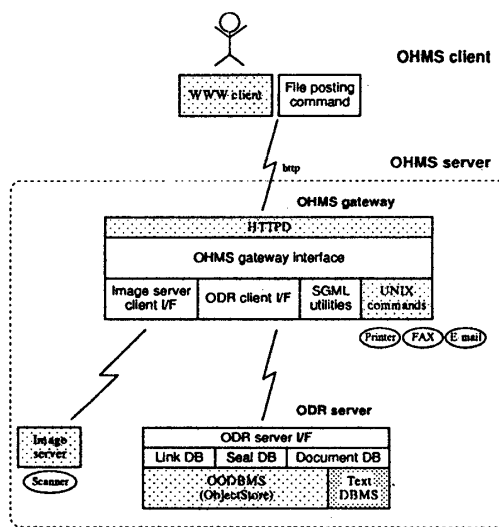 OHMS client
WWW client
File posting
command
http
OHMS server
OHMS gateway
HTTPD
OHMS gateway interface
Image server
client I/F
ODR client I/F
SGML
utilities
UNIX
commands
Printer
FAX
E mail
ODR server
ODR server I/F
Image
server
Scanner
Link DB
Seal DB
Document DB
OODBMS
(ObjectStore)
Text
DBMS